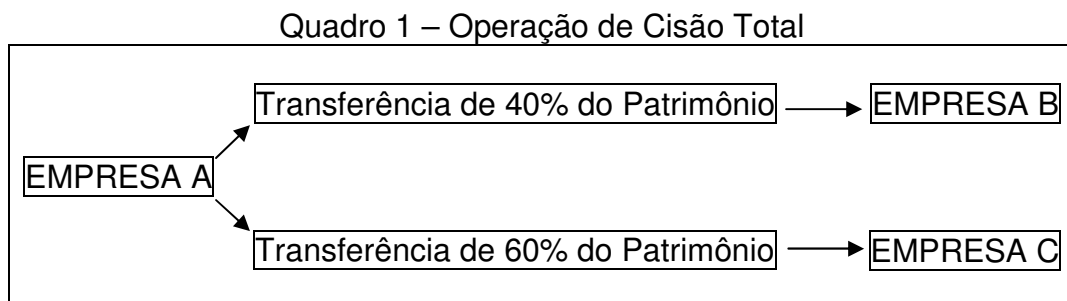 Quadro 1 – Operação de Cisão Total
Transferência de 40% do Patrimônio
EMPRESA B
EMPRESA A
Transferência de 60% do Patrimônio
EMPRESA C